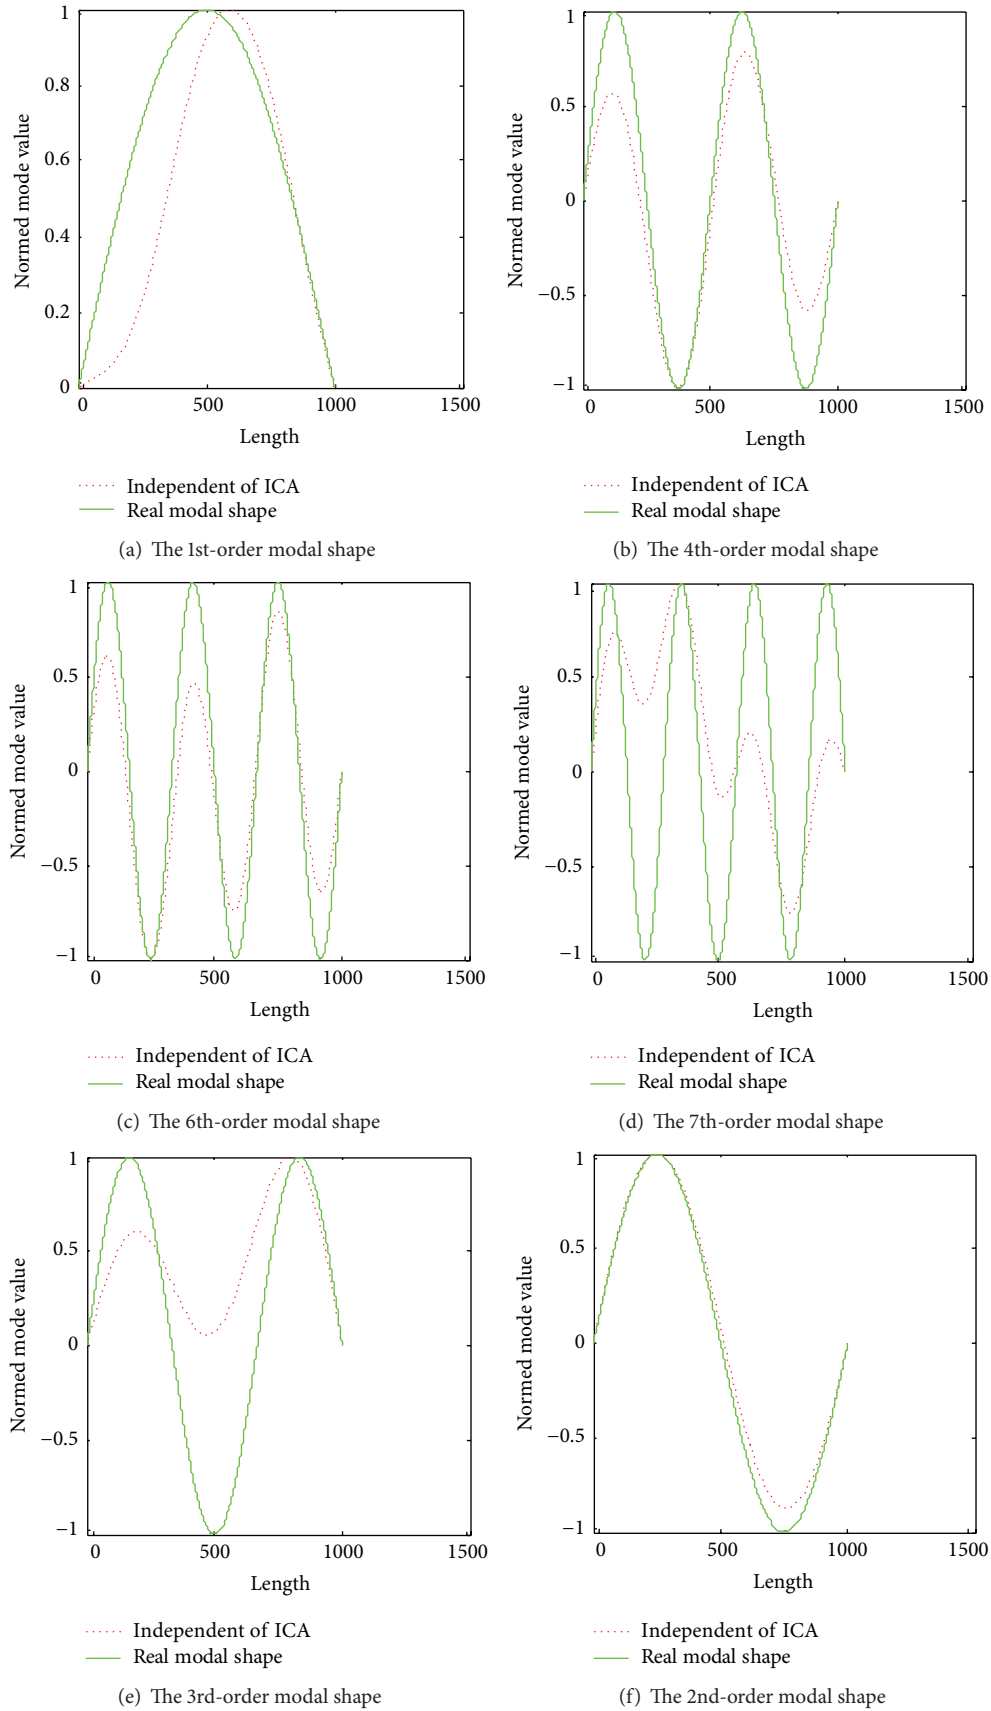 Normed mode value
1
0.8
0.6
0.4
0.2
0
0 500 1000 1500
Length
Independent of ICA
Real modal shape
(a) The 1st-order modal shape
Normed mode value
1
0.5
0
−0.5
−1
0 500 1000 1500
Length
Independent of ICA
Real modal shape
(b) The 4th-order modal shape
Normed mode value
1
0.5
0
−0.5
−1
0 500 1000 1500
Length
Independent of ICA
Real modal shape
(c) The 6th-order modal shape
Normed mode value
1
0.5
0
−0.5
−1
0 500 1000 1500
Length
Independent of ICA
Real modal shape
(d) The 7th-order modal shape
Normed mode value
1
0.5
0
−0.5
−1
0 500 1000 1500
Length
Independent of ICA
Real modal shape
(e) The 3rd-order modal shape
Normed mode value
1
0.5
0
−0.5
−1
0 500 1000 1500
Length
Independent of ICA
Real modal shape
(f) The 2nd-order modal shape